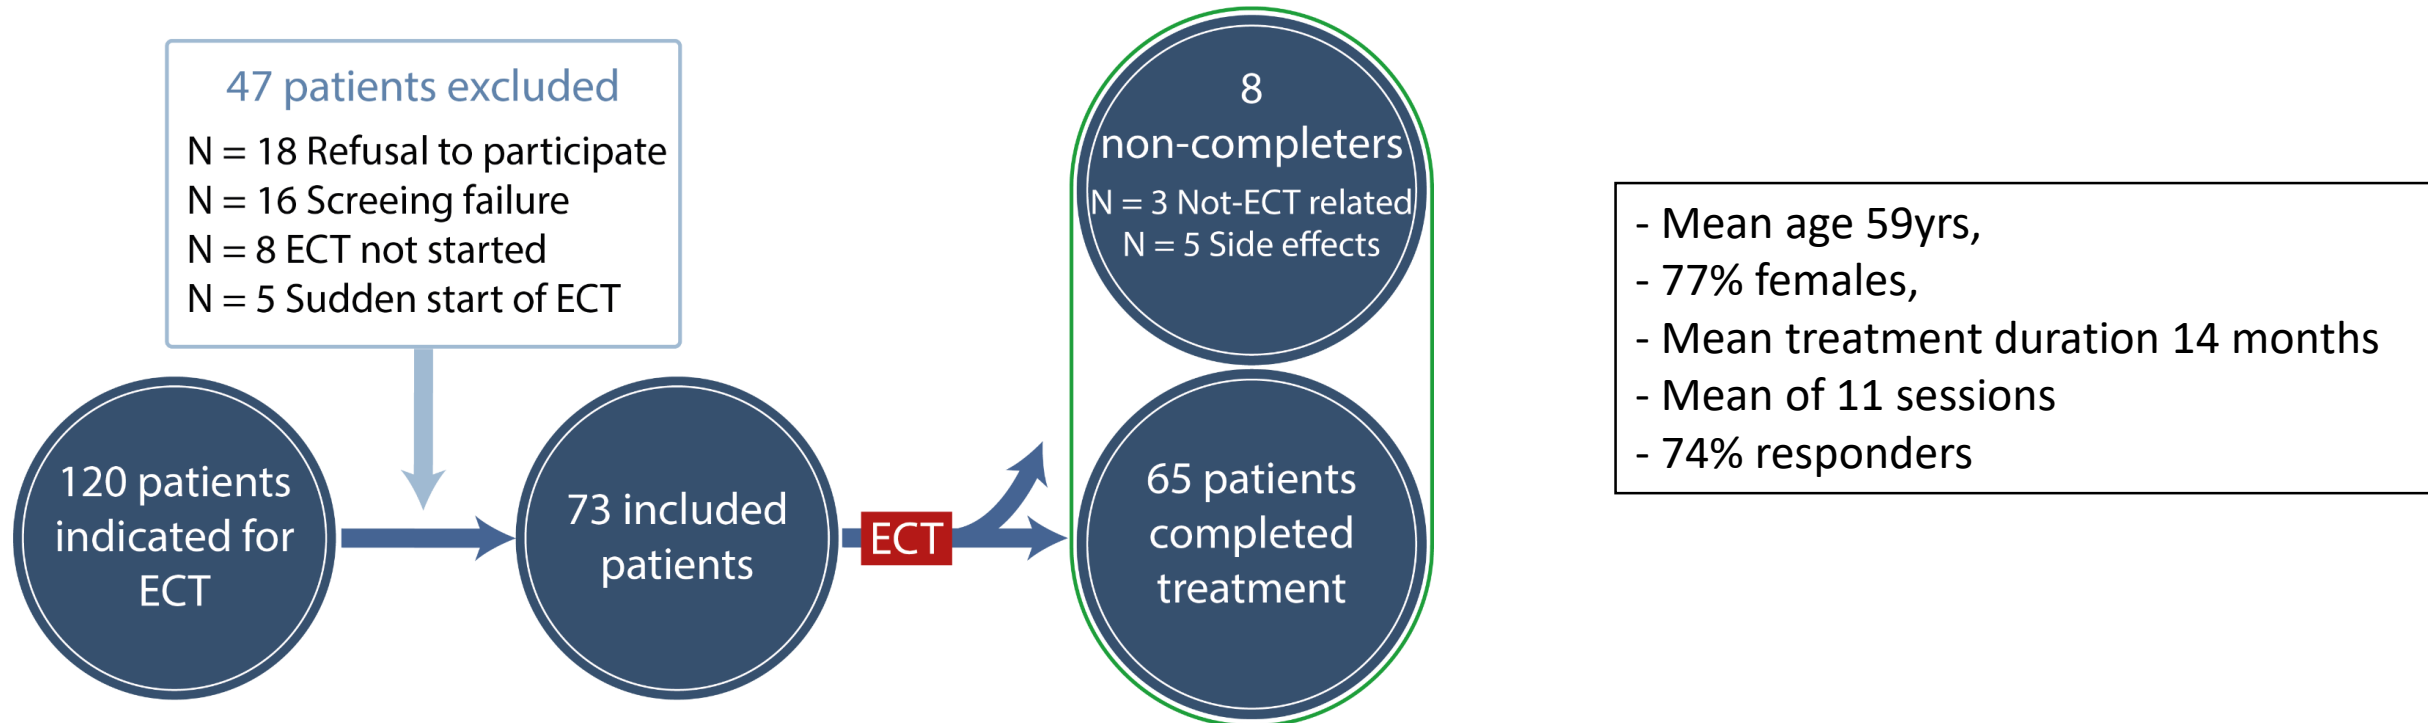 47 patients excluded
N = 18 Refusal to participate
N = 16 Screeing failure
N = 8 ECT not started
N = 5 Sudden start of ECT
120 patients
indicated for
ECT
73 included
patients
ECT
8
non-completers
N = 3 Not-ECT related
N = 5 Side effects
65 patients
completed
treatment
- Mean age 59yrs,
- 77% females,
- Mean treatment duration 14 months
- Mean of 11 sessions
- 74% responders